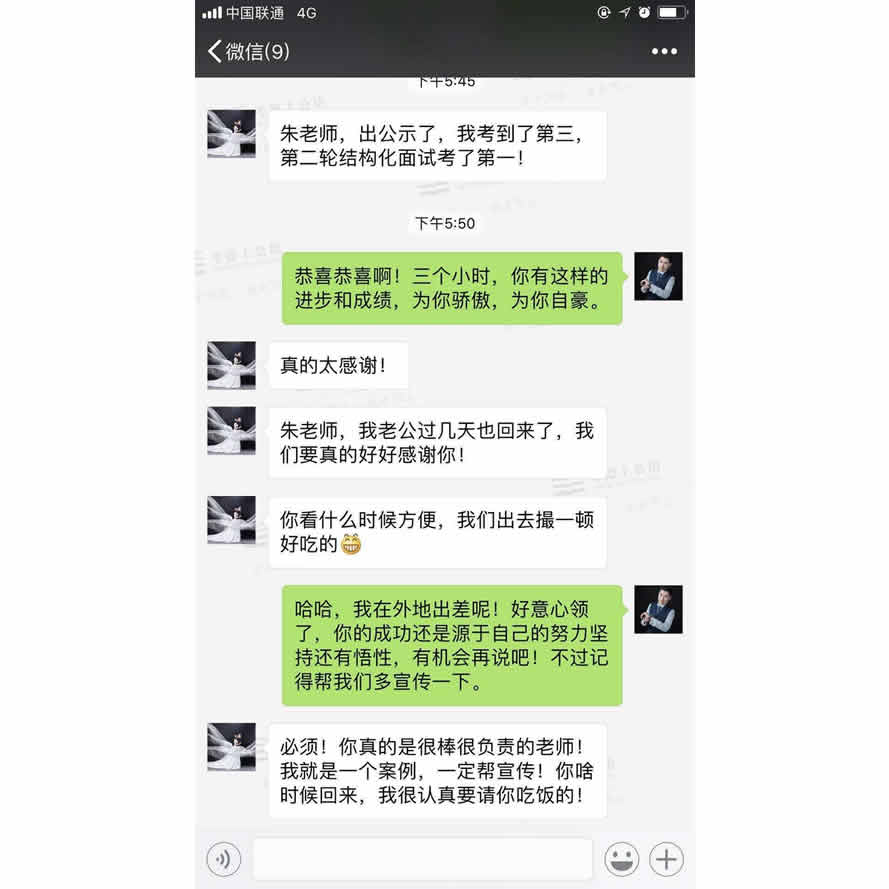 中国联通 4G
微信(9)
下午5:45
朱老师，出公示了，我考到了第三，
第二轮结构化面试考了第一！
下午5:50
恭喜恭喜啊！三个小时，你有这样的
进步和成绩，为你骄傲，为你自豪。
真的太感谢！
朱老师，我老公过几天也回来了，我
们要真的好好感谢你！
你看什么时候方便，我们出去撮一顿
好吃的😁
哈哈，我在外地出差呢！好意心领
了，你的成功还是源于自己的努力坚
持还有悟性，有机会再说吧！不过记
得帮我们多宣传一下。
必须！你真的是很棒很负责的老师！
我就是一个案例，一定帮宣传！你啥
时候回来，我很认真要请你吃饭的！